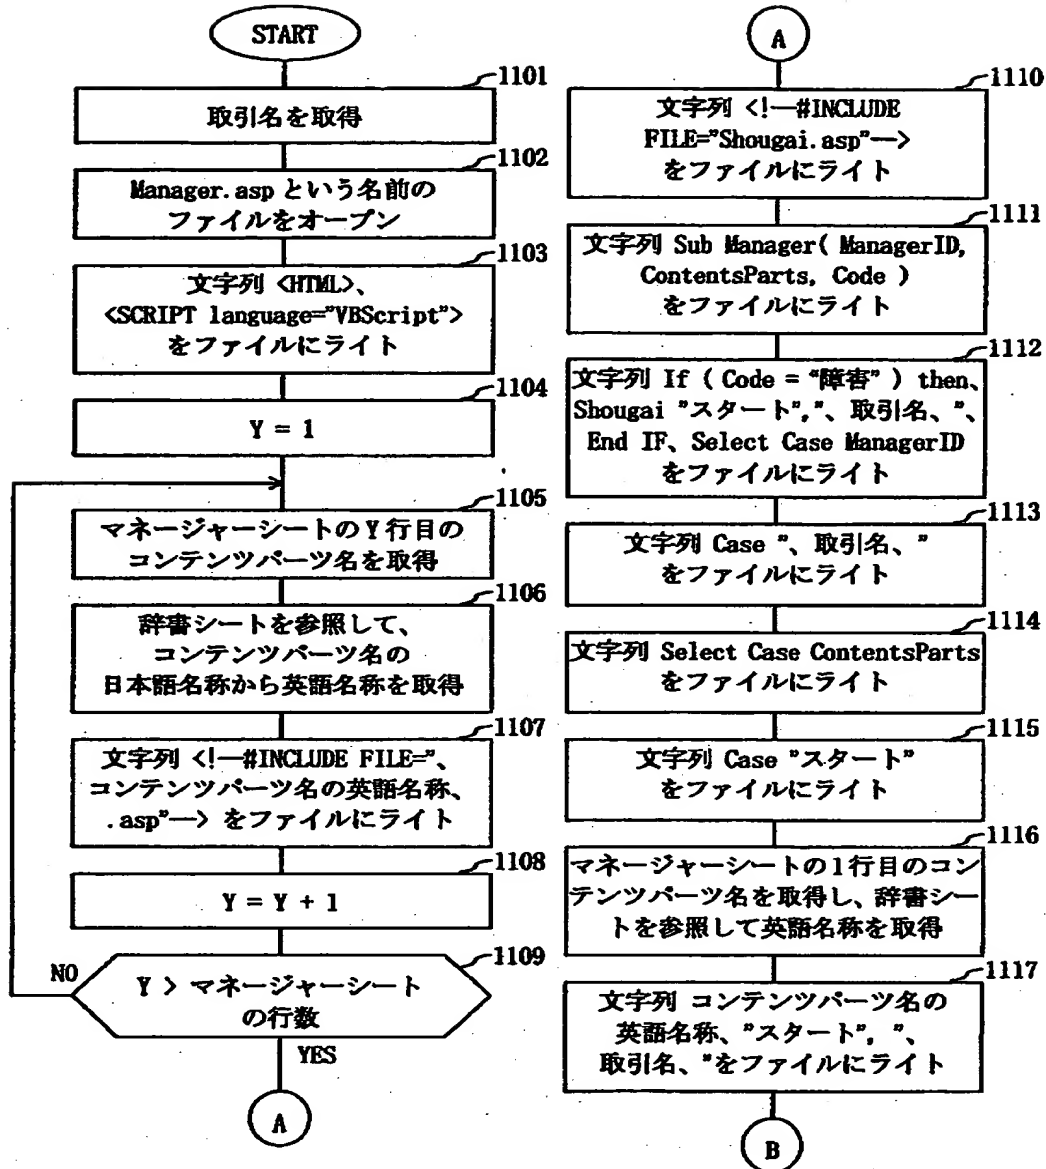 START
1101
取引名を取得
1102
Manager.asp という名前の
ファイルをオープン
1103
文字列 <HTML>、
<SCRIPT language="VBScript">
をファイルにライト
1104
Y = 1
1105
マネージャーシートのY行目の
コンテンツパーツ名を取得
1106
辞書シートを参照して、
コンテンツパーツ名の
日本語名称から英語名称を取得
1107
文字列 <!—#INCLUDE FILE="、
コンテンツパーツ名の英語名称、
.asp"—> をファイルにライト
1108
Y = Y + 1
1109
NO
Y > マネージャーシート
の行数
YES
A
A
1110
文字列 <!—#INCLUDE
FILE="Shougai.asp"—>
をファイルにライト
1111
文字列 Sub Manager( ManagerID,
ContentsParts, Code )
をファイルにライト
1112
文字列 If ( Code = "障害" ) then、
Shougai "スタート","、取引名、"、
End IF、Select Case ManagerID
をファイルにライト
1113
文字列 Case "、取引名、"
をファイルにライト
1114
文字列 Select Case ContentsParts
をファイルにライト
1115
文字列 Case "スタート"
をファイルにライト
1116
マネージャーシートの1行目のコン
テンツパーツ名を取得し、辞書シー
トを参照して英語名称を取得
1117
文字列 コンテンツパーツ名の
英語名称、"スタート", "、
取引名、"をファイルにライト
B